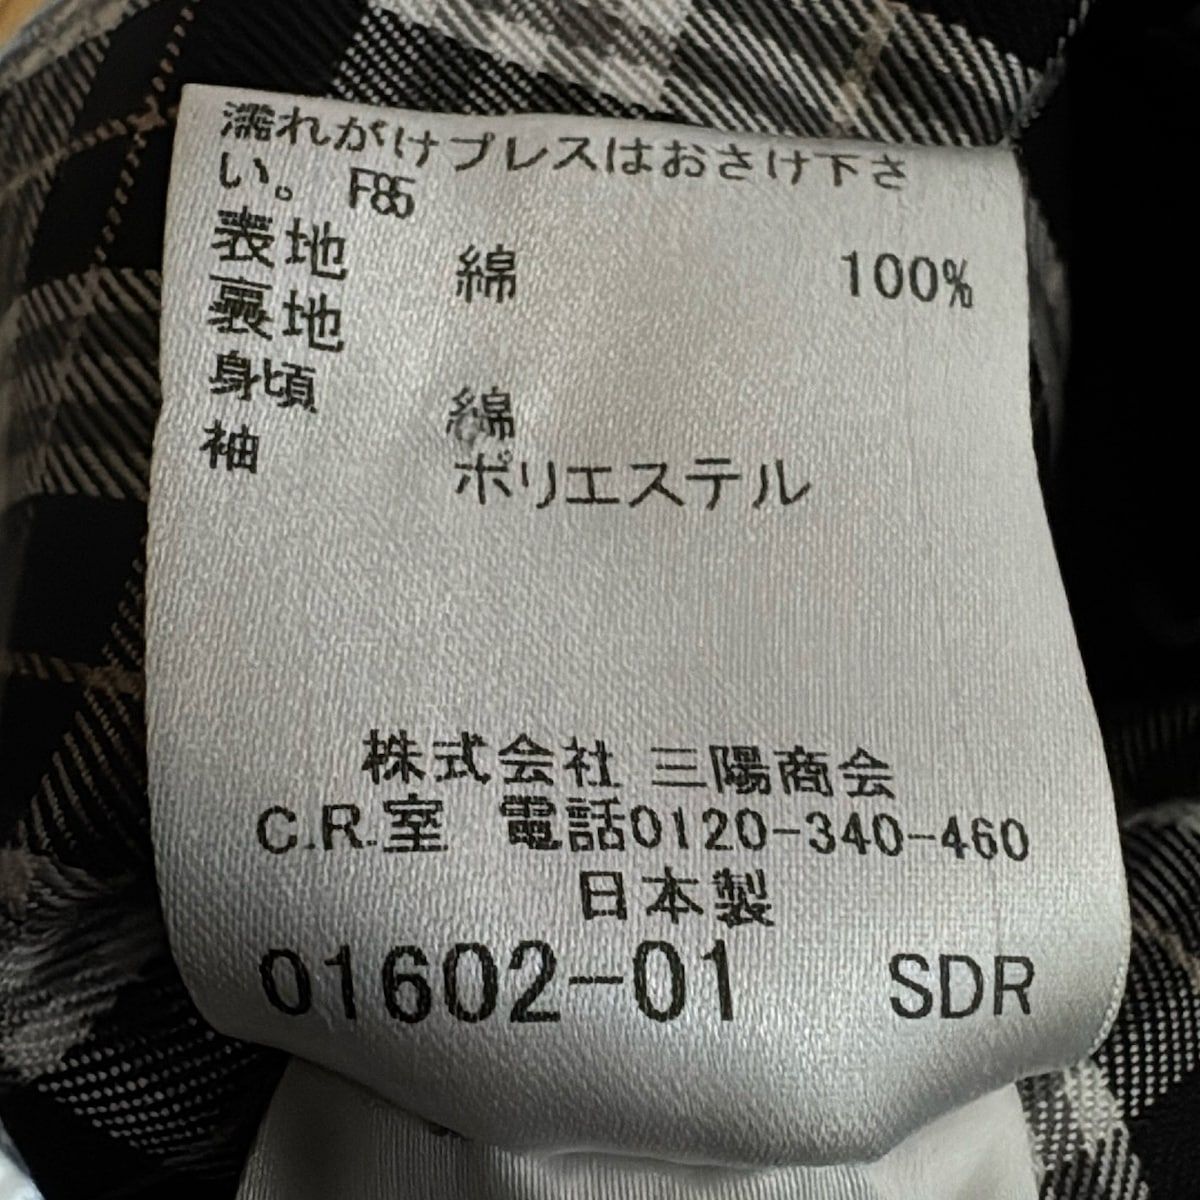 濡れがけプレスはおさけ下さ
い。 F85
表地 綿 100%
裏地
身頃 綿
袖 ポリエステル
株式会社 三陽商会
C.R.室 電話0120-340-460
日本製
01602-01 SDR